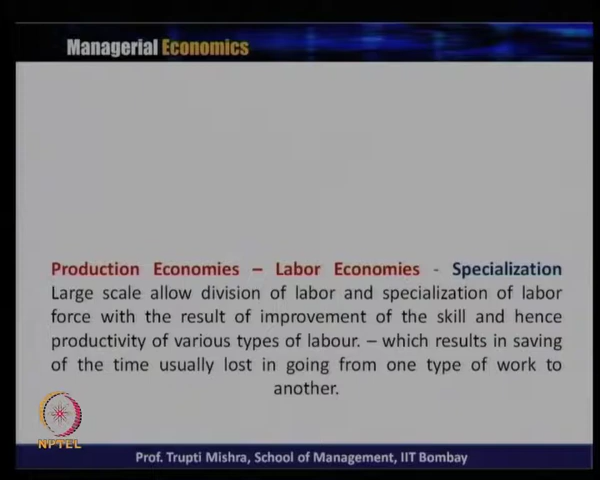 Managerial Economics
Production Economies – Labor Economies - Specialization
Large scale allow division of labor and specialization of labor
force with the result of improvement of the skill and hence
productivity of various types of labour. – which results in saving
of the time usually lost in going from one type of work to
another.
NPTEL
Prof. Trupti Mishra, School of Management, IIT Bombay